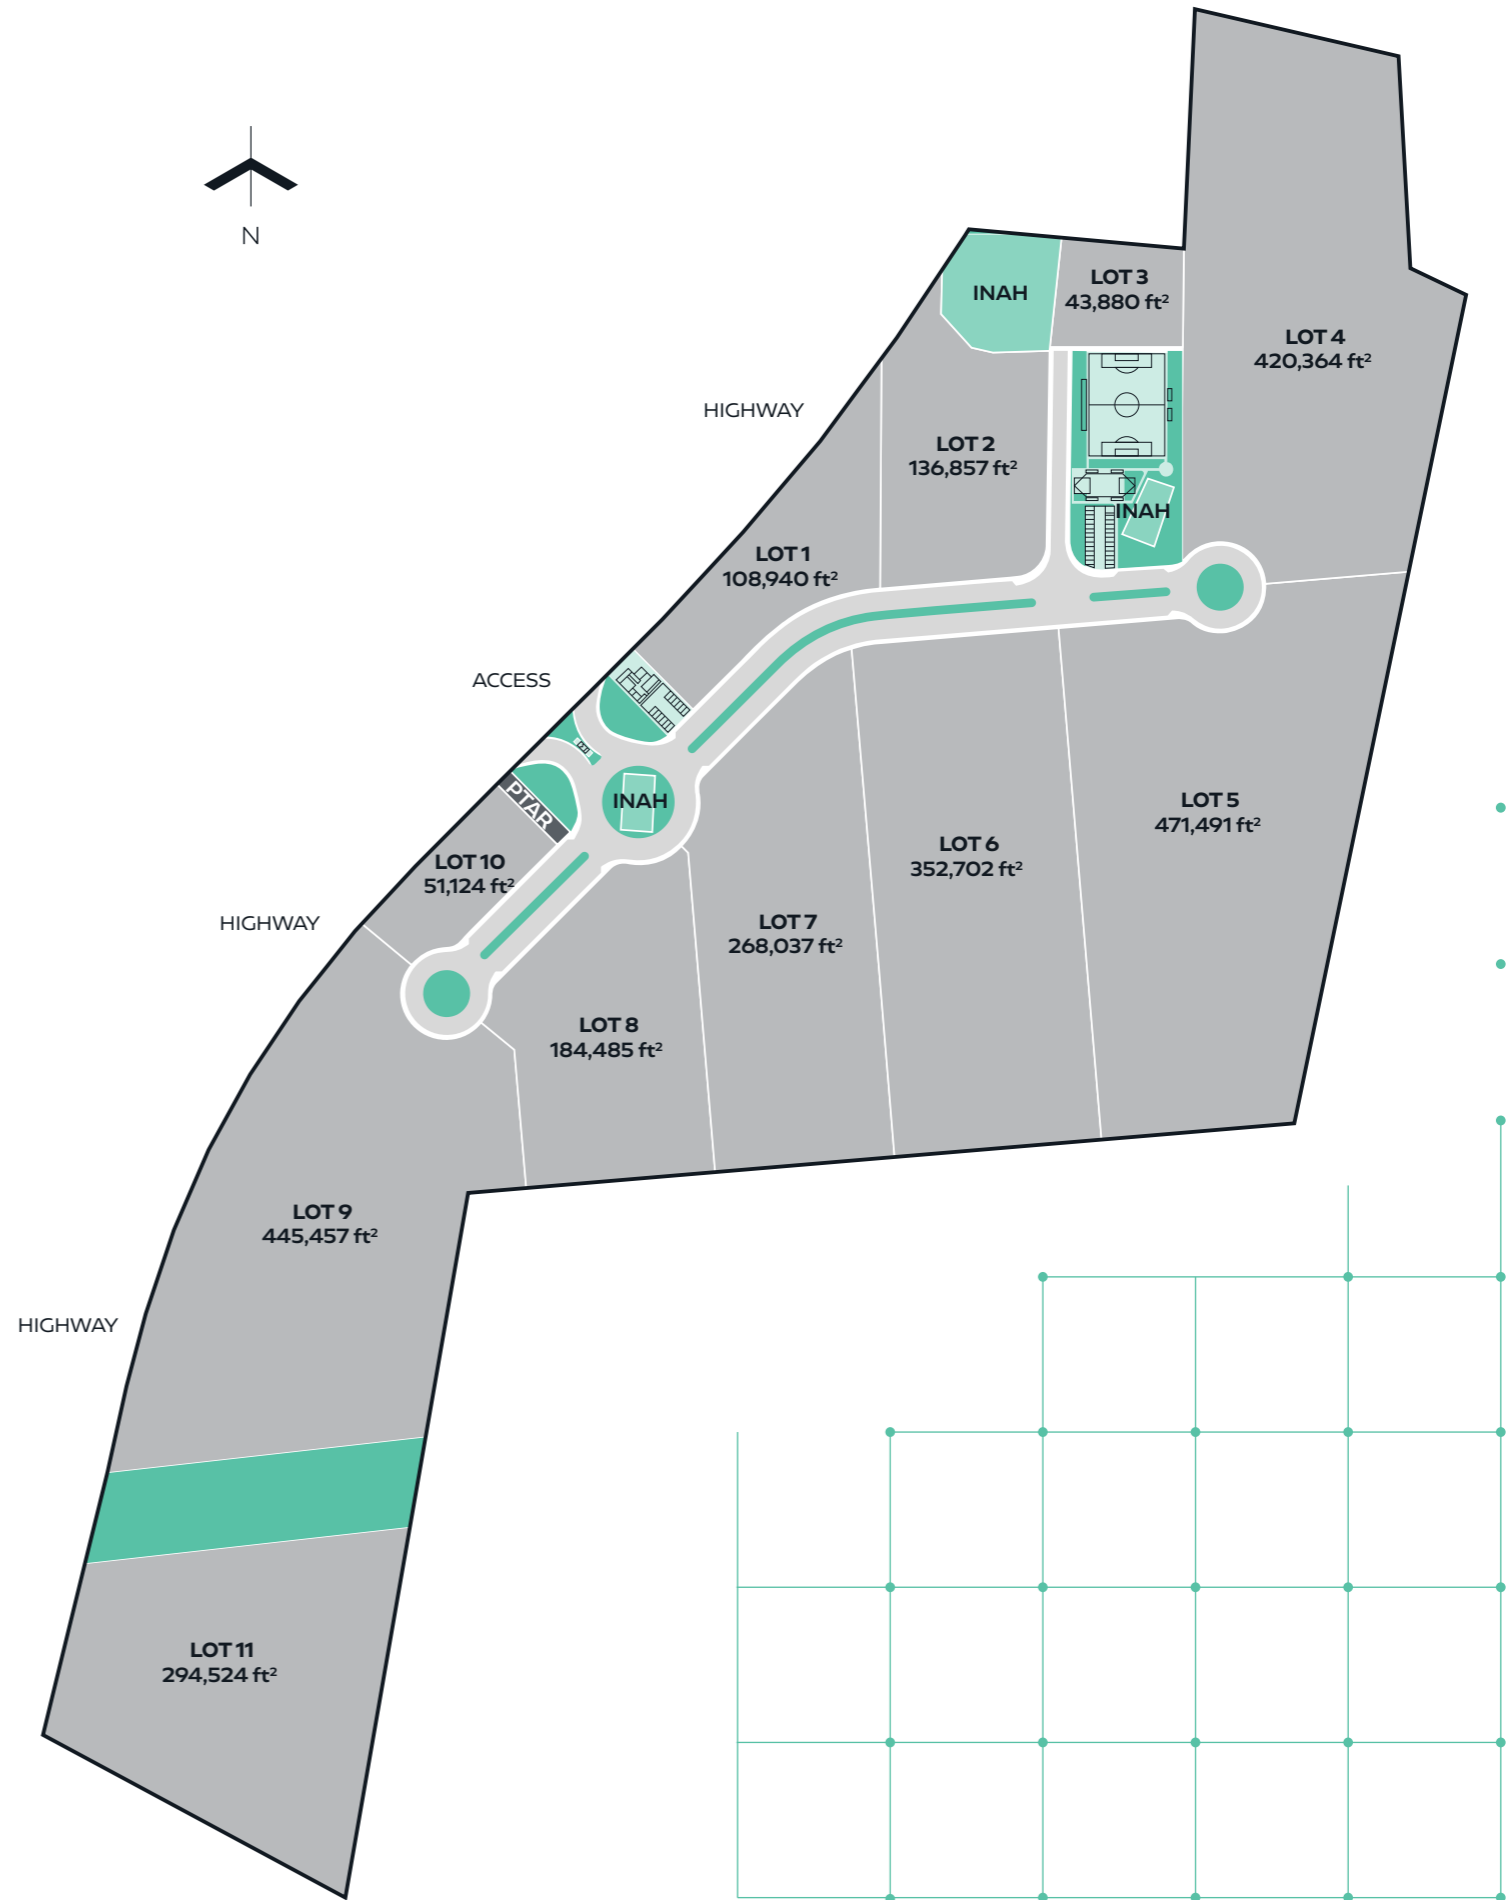 N
INAH
LOT 3
43,880 ft²
LOT 4
420,364 ft²
HIGHWAY
LOT 2
136,857 ft²
INAH
LOT 1
108,940 ft²
ACCESS
INAH
PTAR
LOT 5
471,491 ft²
LOT 6
352,702 ft²
LOT 10
51,124 ft²
HIGHWAY
LOT 7
268,037 ft²
LOT 8
184,485 ft²
LOT 9
445,457 ft²
HIGHWAY
LOT 11
294,524 ft²